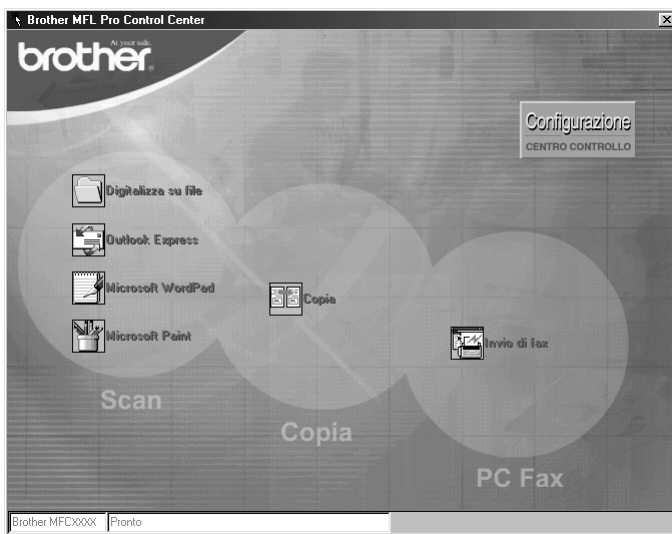 Brother MFL Pro Control Center
At your side.
brother
Configurazione
CENTRO CONTROLLO
Digitalizza su file
Outlook Express
Microsoft WordPad
Microsoft Paint
Scan
Copia
Copia
Invio di fax
PC Fax
Brother MFCXXXX
Pronto